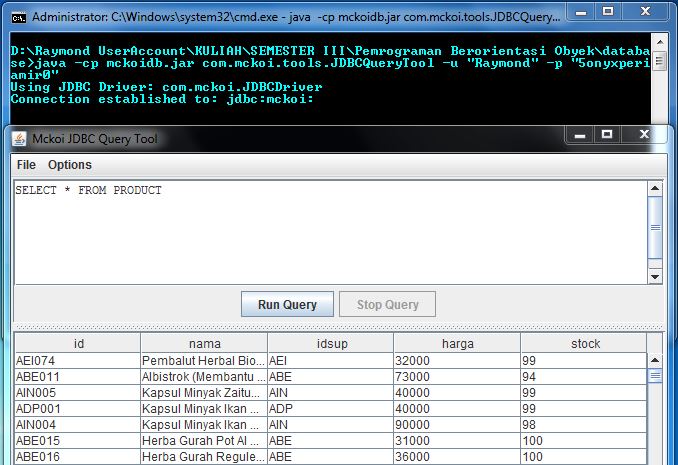 Administrator: C:\Windows\system32\cmd.exe - java -cp mckoidb.jar com.mckoi.tools.JDBCQuery...
D:\Raymond UserAccount\KULIAH\SEMESTER III\Pemrograman Berorientasi Obyek\databa
se>java -cp mckoidb.jar com.mckoi.tools.JDBCQueryTool -u "Raymond" -p "5onyxperi
amir0"
Using JDBC Driver: com.mckoi.JDBCDriver
Connection established to: jdbc:mckoi:
Mckoi JDBC Query Tool
File Options
SELECT * FROM PRODUCT
Run Query Stop Query
id nama idsup harga stock
AEI074 Pembalut Herbal Bio... AEI 32000 99
ABE011 Albistrok (Membantu ... ABE 73000 94
AIN005 Kapsul Minyak Zaitu... AIN 40000 99
ADP001 Kapsul Minyak Ikan ... ADP 40000 99
AIN004 Kapsul Minyak Ikan ... AIN 90000 98
ABE015 Herba Gurah Pot Al ... ABE 31000 100
ABE016 Herba Gurah Regule... ABE 36000 100